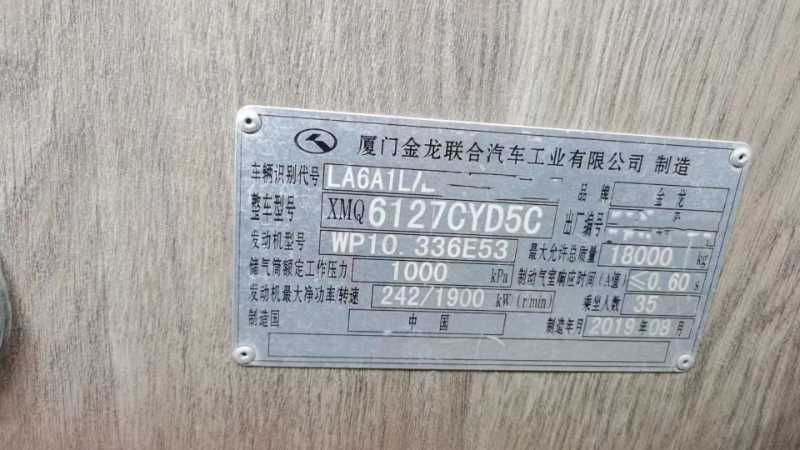 厦门金龙联合汽车工业有限公司 制造
车辆识别代号 LA6A1L 品牌 金龙
整车型号 XMQ6127CYD5C 出厂编号
发动机型号 WP10.336E53 最大允许总质量 18000 kg
储气筒额定工作压力 1000 kPa 制动气室响应时间(A值) ≤0.60 s
发动机最大净功率/转速 242/1900 kW(r/min) 乘坐人数 35
制造国 中国 制造年月 2019年08月